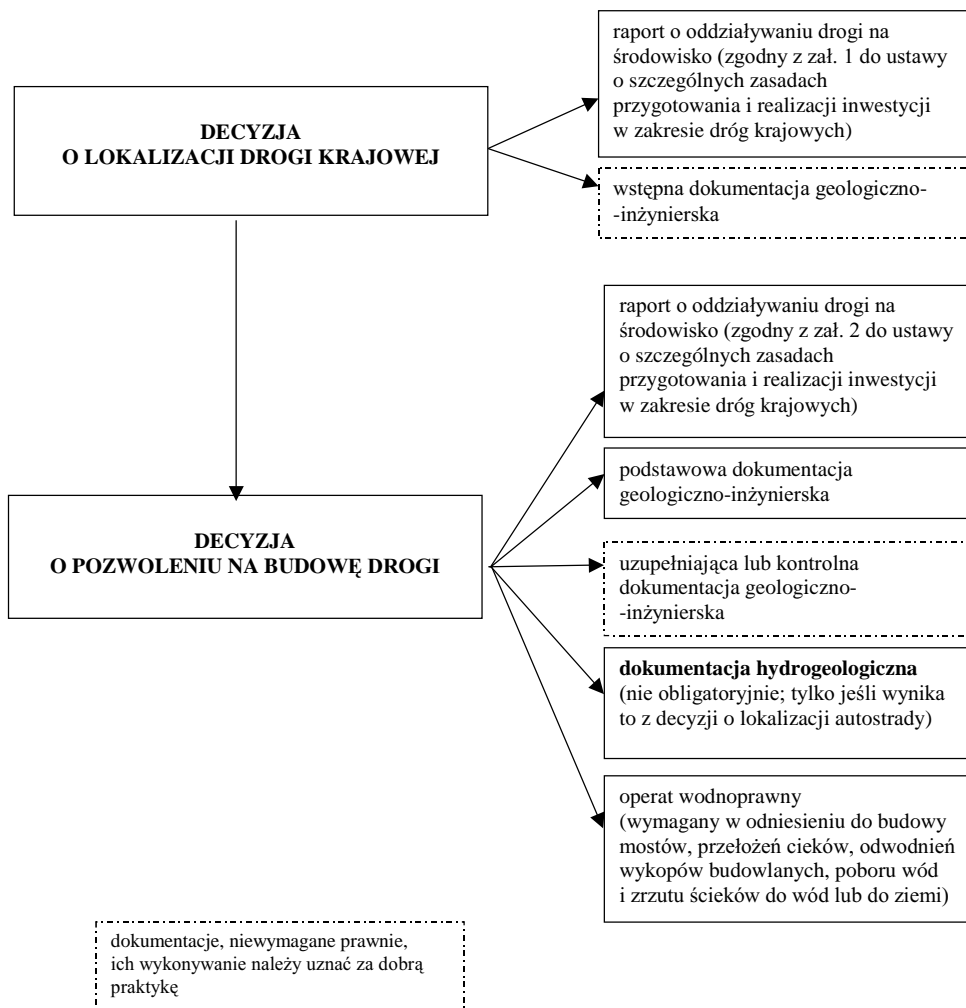 raport o oddziaływaniu drogi na
środowisko (zgodny z zał. 1 do ustawy
o szczególnych zasadach
przygotowania i realizacji inwestycji
w zakresie dróg krajowych)
DECYZJA
O LOKALIZACJI DROGI KRAJOWEJ
wstępna dokumentacja geologiczno-
-inżynierska
raport o oddziaływaniu drogi na
środowisko (zgodny z zał. 2 do ustawy
o szczególnych zasadach
przygotowania i realizacji inwestycji
w zakresie dróg krajowych)
podstawowa dokumentacja
geologiczno-inżynierska
DECYZJA
O POZWOLENIU NA BUDOWĘ DROGI
uzupełniająca lub kontrolna
dokumentacja geologiczno-
-inżynierska
dokumentacja hydrogeologiczna
(nie obligatoryjnie; tylko jeśli wynika
to z decyzji o lokalizacji autostrady)
operat wodnoprawny
(wymagany w odniesieniu do budowy
mostów, przełożeń cieków, odwodnień
wykopów budowlanych, poboru wód
i zrzutu ścieków do wód lub do ziemi)
dokumentacje, niewymagane prawnie,
ich wykonywanie należy uznać za dobrą
praktykę